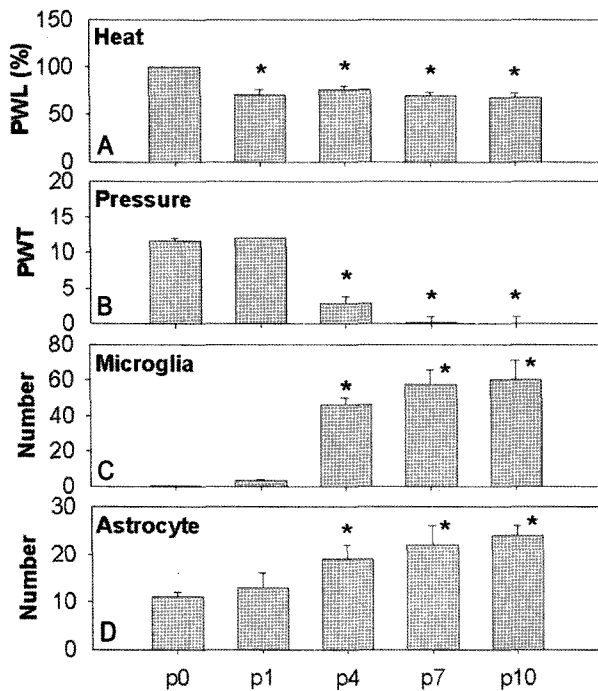 Heat
PWL (%)
150
100
50
0
* * * *
A
Pressure
PWT
20
15
10
5
0
* * *
B
Microglia
Number
80
60
40
20
0
* * *
C
Astrocyte
Number
30
20
10
0
* * *
D
p0 p1 p4 p7 p10